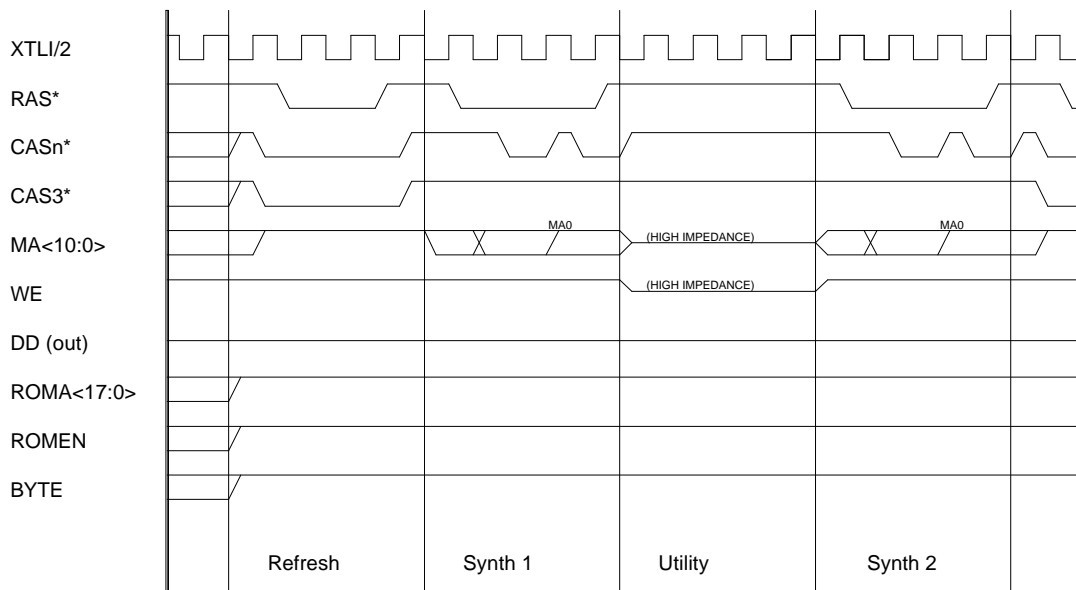 XTLI/2
RAS*
CASn*
CAS3*
MA<10:0>
MA0
(HIGH IMPEDANCE)
MA0
WE
(HIGH IMPEDANCE)
DD (out)
ROMA<17:0>
ROMEN
BYTE
Refresh
Synth 1
Utility
Synth 2